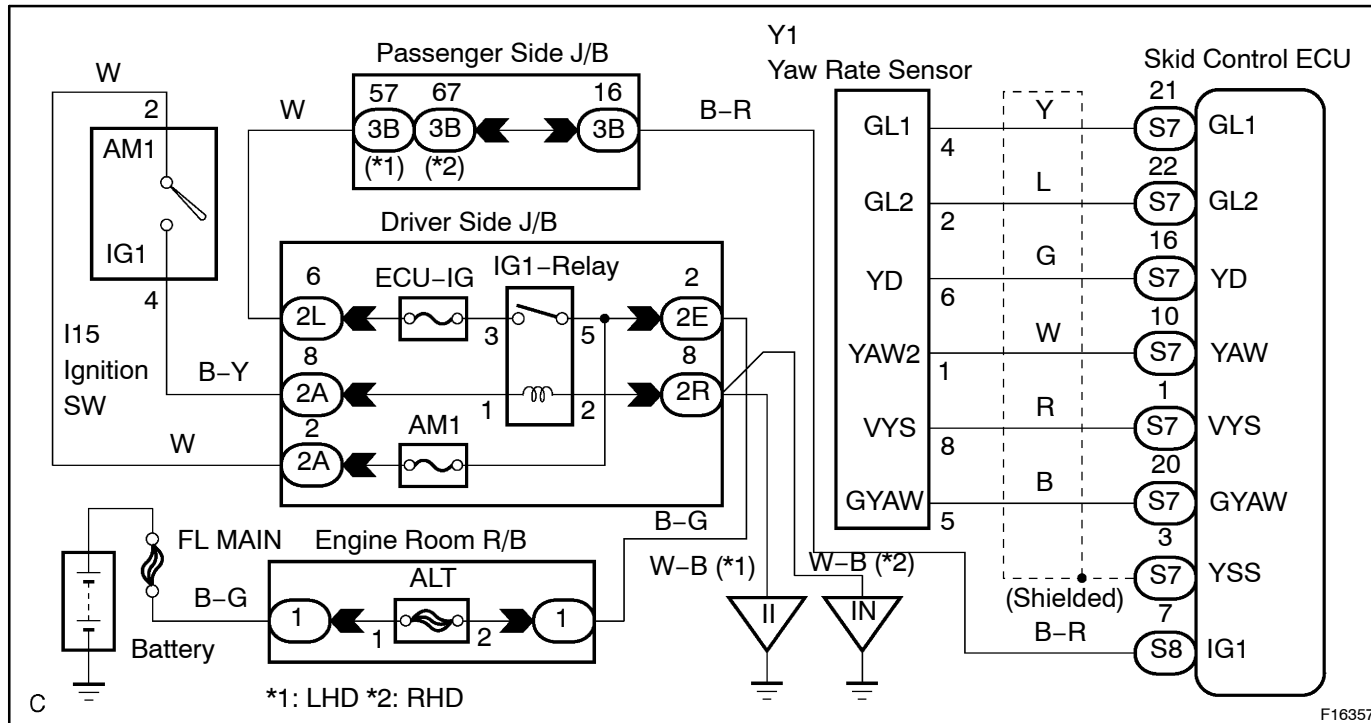 Y1
Yaw Rate Sensor
Skid Control ECU
Passenger Side J/B
57
67
16
3B
3B
3B
(*1)
(*2)
W
W
B–R
2
AM1
IG1
4
I15
Ignition
SW
B–Y
W
Driver Side J/B
ECU–IG
IG1–Relay
6
2L
3
5
2
2E
8
2A
1
2
8
2R
AM1
2
2A
B–G
FL MAIN
Battery
B–G
Engine Room R/B
ALT
1
1
2
1
W–B (*1)
W–B (*2)
II
IN
GL1
4
Y
21
S7
GL1
GL2
2
L
22
S7
GL2
YD
6
G
16
S7
YD
YAW2
1
W
10
S7
YAW
VYS
8
R
1
S7
VYS
GYAW
5
B
20
S7
GYAW
3
S7
YSS
(Shielded)
7
B–R
S8
IG1
*1: LHD *2: RHD
C
F16357